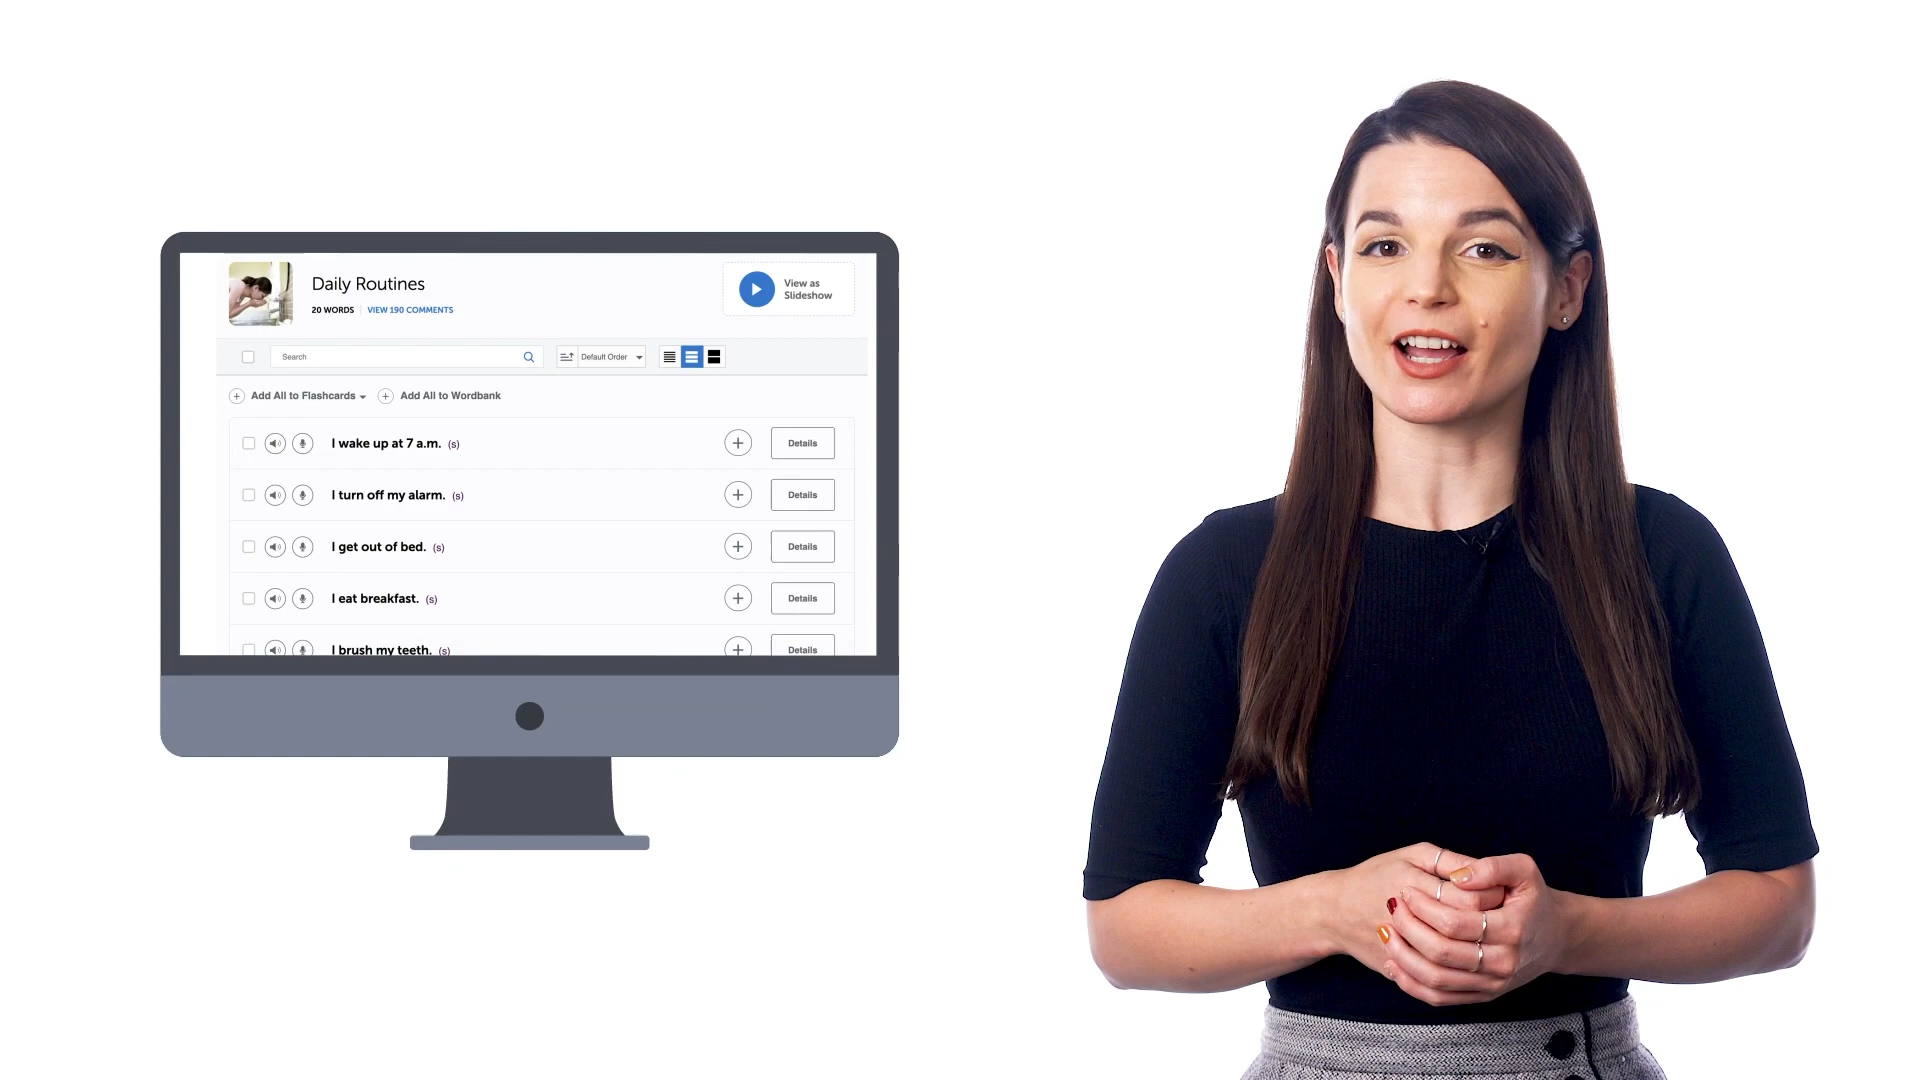 Daily Routines
View as
Slideshow
20 WORDS | VIEW 190 COMMENTS
Search
Default Order
Add All to Flashcards
Add All to Wordbank
I wake up at 7 a.m. (s)
Details
I turn off my alarm. (s)
Details
I get out of bed. (s)
Details
I eat breakfast. (s)
Details
I brush my teeth. (s)
Details